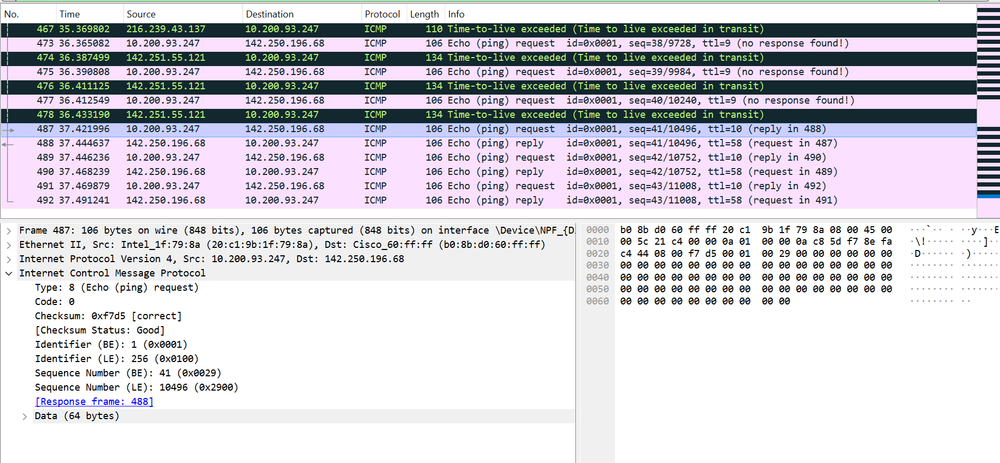 No. Time Source Destination Protocol Length Info
467 35.369802 216.239.43.137 10.200.93.247 ICMP 110 Time-to-live exceeded (Time to live exceeded in transit)
473 36.365082 10.200.93.247 142.250.196.68 ICMP 106 Echo (ping) request id=0x0001, seq=38/9728, ttl=9 (no response found!)
474 36.387499 142.251.55.121 10.200.93.247 ICMP 134 Time-to-live exceeded (Time to live exceeded in transit)
475 36.390808 10.200.93.247 142.250.196.68 ICMP 106 Echo (ping) request id=0x0001, seq=39/9984, ttl=9 (no response found!)
476 36.411125 142.251.55.121 10.200.93.247 ICMP 134 Time-to-live exceeded (Time to live exceeded in transit)
477 36.412549 10.200.93.247 142.250.196.68 ICMP 106 Echo (ping) request id=0x0001, seq=40/10240, ttl=9 (no response found!)
478 36.433190 142.251.55.121 10.200.93.247 ICMP 134 Time-to-live exceeded (Time to live exceeded in transit)
487 37.421996 10.200.93.247 142.250.196.68 ICMP 106 Echo (ping) request id=0x0001, seq=41/10496, ttl=10 (reply in 488)
488 37.444637 142.250.196.68 10.200.93.247 ICMP 106 Echo (ping) reply id=0x0001, seq=41/10496, ttl=58 (request in 487)
489 37.446236 10.200.93.247 142.250.196.68 ICMP 106 Echo (ping) request id=0x0001, seq=42/10752, ttl=10 (reply in 490)
490 37.468239 142.250.196.68 10.200.93.247 ICMP 106 Echo (ping) reply id=0x0001, seq=42/10752, ttl=58 (request in 489)
491 37.469879 10.200.93.247 142.250.196.68 ICMP 106 Echo (ping) request id=0x0001, seq=43/11008, ttl=10 (reply in 492)
492 37.491241 142.250.196.68 10.200.93.247 ICMP 106 Echo (ping) reply id=0x0001, seq=43/11008, ttl=58 (request in 491)
Frame 487: 106 bytes on wire (848 bits), 106 bytes captured (848 bits) on interface \Device\NPF_{D
Ethernet II, Src: Intel_1f:79:8a (20:c1:9b:1f:79:8a), Dst: Cisco_60:ff:ff (b0:8b:d0:60:ff:ff)
Internet Protocol Version 4, Src: 10.200.93.247, Dst: 142.250.196.68
Internet Control Message Protocol
Type: 8 (Echo (ping) request)
Code: 0
Checksum: 0xf7d5 [correct]
[Checksum Status: Good]
Identifier (BE): 1 (0x0001)
Identifier (LE): 256 (0x0100)
Sequence Number (BE): 41 (0x0029)
Sequence Number (LE): 10496 (0x2900)
[Response frame: 488]
Data (64 bytes)
0000 b0 8b d0 60 ff ff 20 c1 9b 1f 79 8a 08 00 45 00 ···`·· · ··y···E
0010 00 5c 21 c4 00 00 0a 01 00 00 0a c8 5d f7 8e fa \!····· ····]···
0020 c4 44 08 00 f7 d5 00 01 00 29 00 00 00 00 00 00 ·D······ ·)······
0030 00 00 00 00 00 00 00 00 00 00 00 00 00 00 00 00 ········ ········
0040 00 00 00 00 00 00 00 00 00 00 00 00 00 00 00 00 ········ ········
0050 00 00 00 00 00 00 00 00 00 00 00 00 00 00 00 00 ········ ········
0060 00 00 00 00 00 00 00 00 00 00 ········ ··